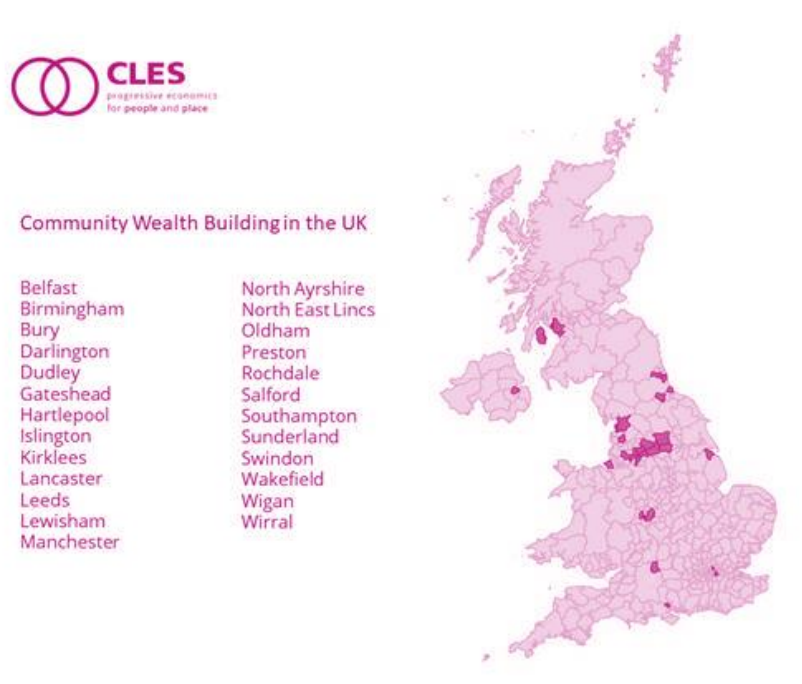 CLES
progressive economics
for people and place
Community Wealth Building in the UK
Belfast
Birmingham
Bury
Darlington
Dudley
Gateshead
Hartlepool
Islington
Kirklees
Lancaster
Leeds
Lewisham
Manchester
North Ayrshire
North East Lincs
Oldham
Preston
Rochdale
Salford
Southampton
Sunderland
Swindon
Wakefield
Wigan
Wirral